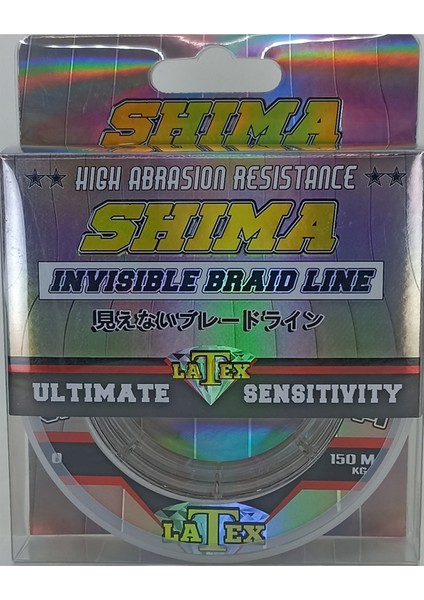 SHIMA
HIGH ABRASION RESISTANCE
SHIMA
INVISIBLE BRAID LINE
見えないブレードライン
LATEX
ULTIMATE SENSITIVITY
150 M
KG
LATEX